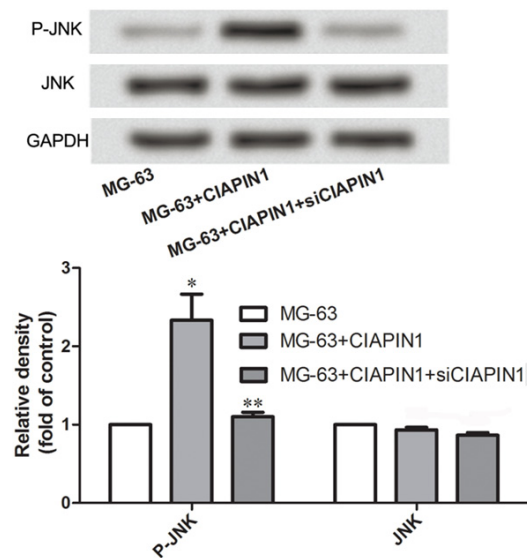 P-JNK
JNK
GAPDH
MG-63
MG-63+CIAPIN1
MG-63+CIAPIN1+siCIAPIN1
Relative density
(fold of control)
3
2
1
0
*
**
MG-63
MG-63+CIAPIN1
MG-63+CIAPIN1+siCIAPIN1
P-JNK
JNK